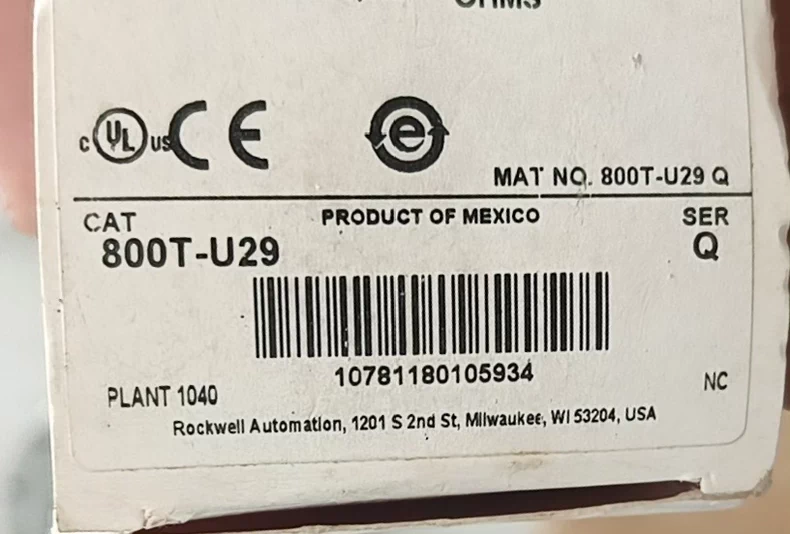 OHMS
c UL us CE e
MAT NO. 800T-U29 Q
CAT PRODUCT OF MEXICO SER
800T-U29 Q
10781180105934
PLANT 1040 NC
Rockwell Automation, 1201 S 2nd St, Milwaukee, WI 53204, USA